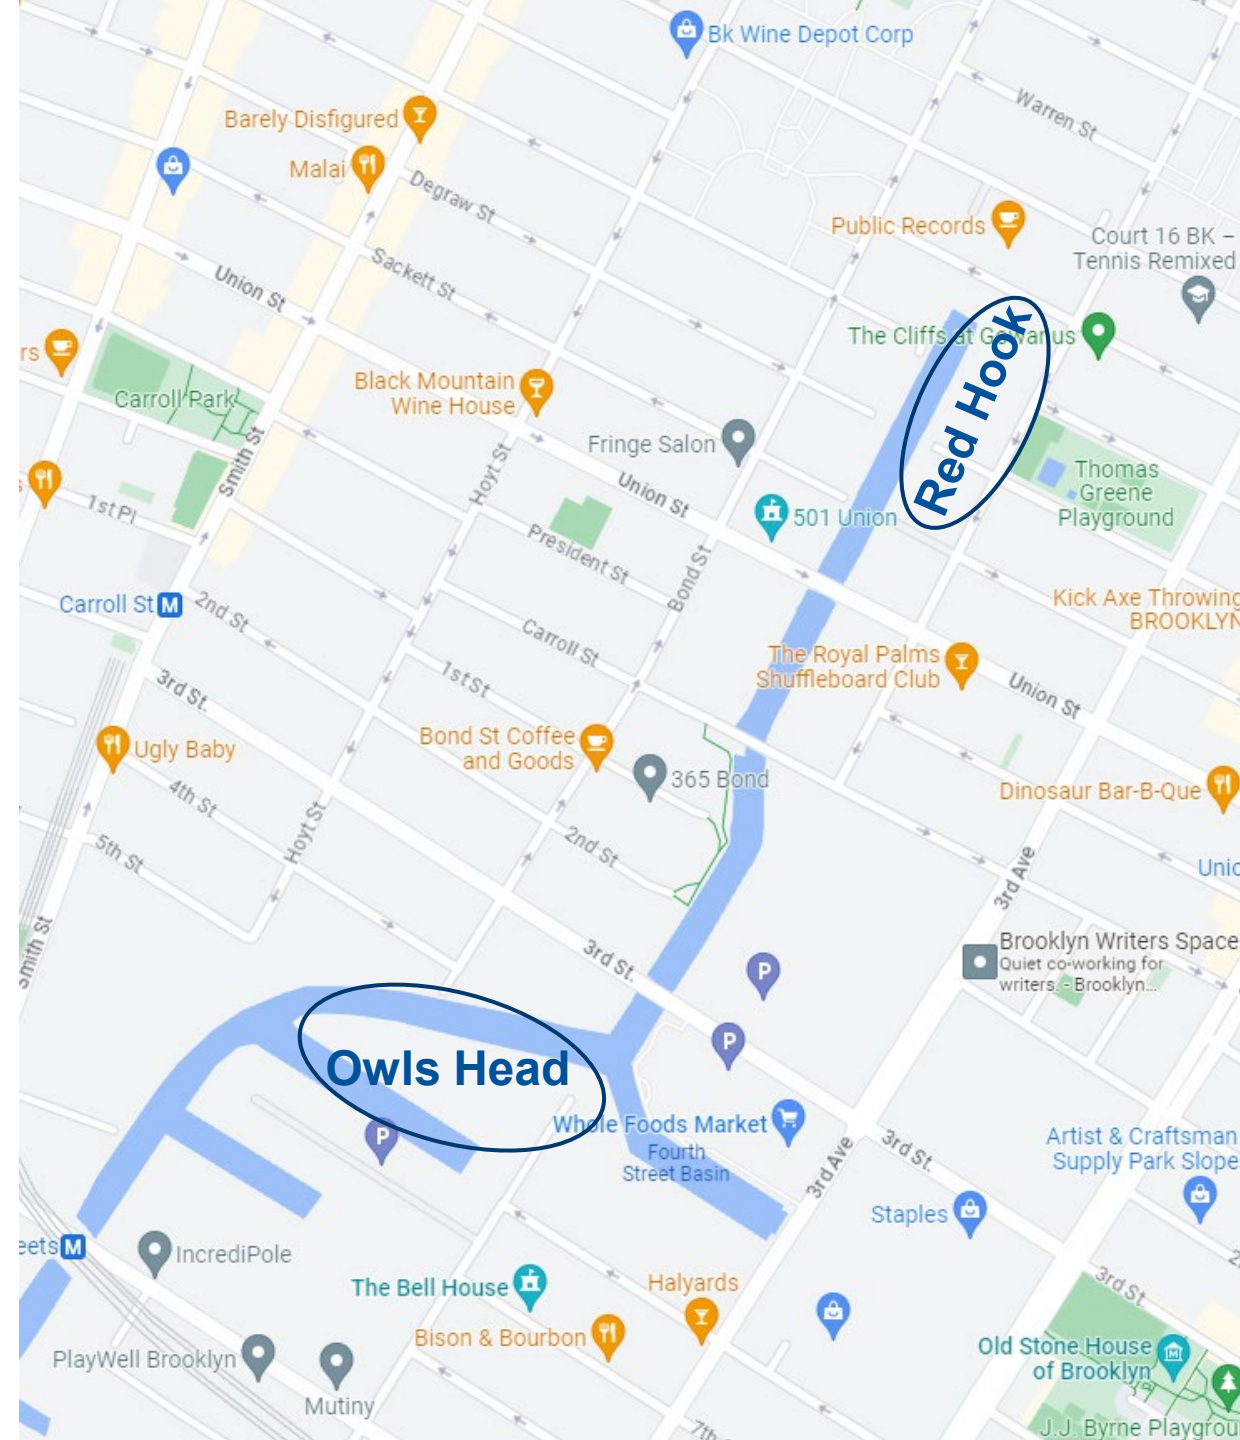 Bk Wine Depot Corp
Warren St
Barely Disfigured
Malai
Degraw St
Public Records
Court 16 BK –
Tennis Remixed
Sackett St
Union St
The Cliffs at Gowanus
Red Hook
rs
Carroll Park
Black Mountain
Wine House
Fringe Salon
Smith St
Hoyt St
Union St
Thomas
Greene
Playground
s
1st Pl
501 Union
President St
Bond St
Carroll St M
2nd St
Kick Axe Throwing
BROOKLYN
Carroll St
The Royal Palms
Shuffleboard Club
3rd St.
1st St
Union St
Ugly Baby
Bond St Coffee
and Goods
365 Bond
4th St
Dinosaur Bar-B-Que
Hoyt St
5th St
2nd St
3rd Ave
Smith St
3rd St.
P
Brooklyn Writers Space
Quiet co-working for
writers. - Brooklyn...
P
Owls Head
P
Whole Foods Market
Fourth
Street Basin
3rd Ave
3rd St.
Artist & Craftsman
Supply Park Slope
Staples
eets M
IncrediPole
The Bell House
Halyards
3rd St.
Bison & Bourbon
Old Stone House
of Brooklyn
PlayWell Brooklyn
Mutiny
7th
J.J. Byrne Playgrou